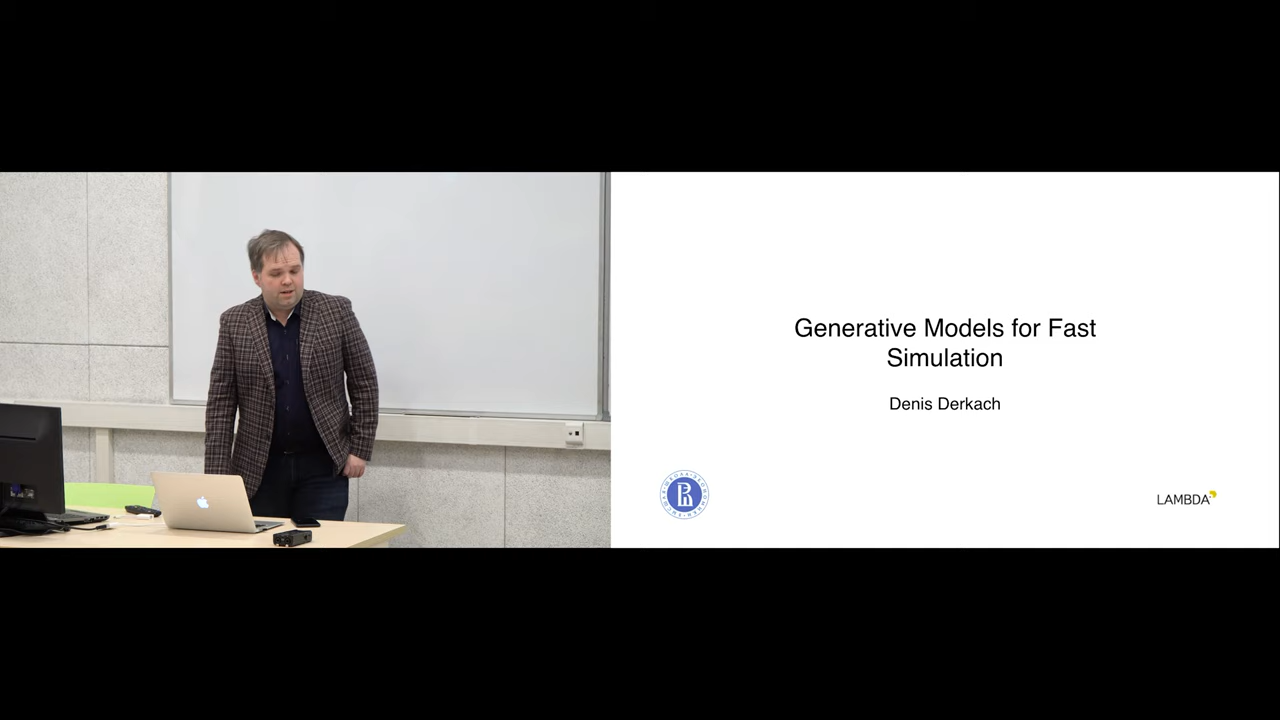 Generative Models for Fast
Simulation
Denis Derkach
LAMBDA